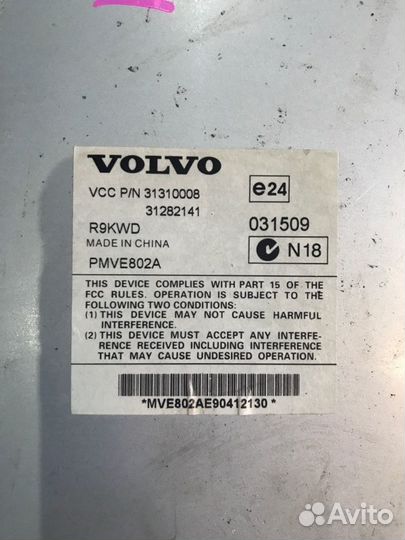 VOLVO
VCC P/N 31310008
31282141
e24
R9KWD
031509
MADE IN CHINA
N18
PMVE802A
THIS DEVICE COMPLIES WITH PART 15 OF THE
FCC RULES. OPERATION IS SUBJECT TO THE
FOLLOWING TWO CONDITIONS:
(1) THIS DEVICE MAY NOT CAUSE HARMFUL
INTERFERENCE.
(2) THIS DEVICE MUST ACCEPT ANY INTERFE-
RENCE RECEIVED INCLUDING INTERFERENCE
THAT MAY CAUSE UNDESIRED OPERATION.
*MVE802AE90412130*
Avito